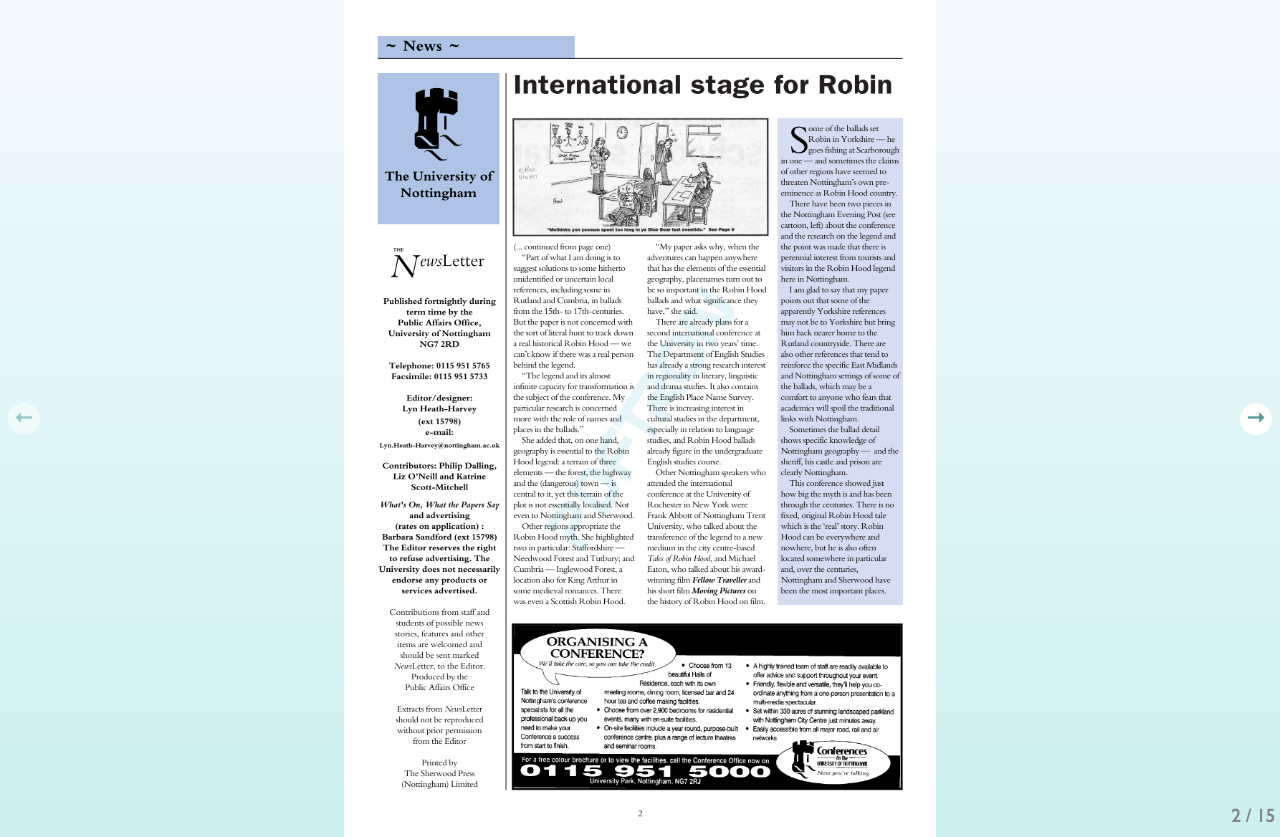 ~ News ~
The University of
Nottingham
THE
NewsLetter
Published fortnightly during
term time by the
Public Affairs Office,
University of Nottingham
NG7 2RD
Telephone: 0115 951 5765
Facsimile: 0115 951 5733
Editor/designer:
Lyn Heath-Harvey
(ext 15798)
e-mail:
Lyn.Heath-Harvey@nottingham.ac.uk
Contributors: Philip Dalling,
Liz O'Neill and Katrine
Scott-Mitchell
What's On, What the Papers Say
and advertising
(rates on application) :
Barbara Sandford (ext 15798)
The Editor reserves the right
to refuse advertising. The
University does not necessarily
endorse any products or
services advertised.
Contributions from staff and
students of possible news
stories, features and other
items are welcomed and
should be sent marked
NewsLetter, to the Editor.
Produced by the
Public Affairs Office
Extracts from NewsLetter
should not be reproduced
without prior permission
from the Editor
Printed by
The Sherwood Press
(Nottingham) Limited
International stage for Robin
"Methinks yon yeoman spent too long in ye Blue Boar last eventide." See Page 2
(... continued from page one)
"Part of what I am doing is to
suggest solutions to some hitherto
unidentified or uncertain local
references, including some in
Rutland and Cumbria, in ballads
from the 15th- to 17th-centuries.
But the paper is not concerned with
the sort of literal hunt to track down
a real historical Robin Hood — we
can't know if there was a real person
behind the legend.
"The legend and its almost
infinite capacity for transformation is
the subject of the conference. My
particular research is concerned
more with the role of names and
places in the ballads."
She added that, on one hand,
geography is essential to the Robin
Hood legend: a terrain of three
elements — the forest, the highway
and the (dangerous) town — is
central to it, yet this terrain of the
plot is not essentially localised. Not
even to Nottingham and Sherwood.
Other regions appropriate the
Robin Hood myth. She highlighted
two in particular: Staffordshire —
Needwood Forest and Tutbury; and
Cumbria — Inglewood Forest, a
location also for King Arthur in
some medieval romances. There
was even a Scottish Robin Hood.
"My paper asks why, when the
adventures can happen anywhere
that has the elements of the essential
geography, placenames turn out to
be so important in the Robin Hood
ballads and what significance they
have," she said.
There are already plans for a
second international conference at
the University in two years' time.
The Department of English Studies
has already a strong research interest
in regionality in literary, linguistic
and drama studies. It also contains
the English Place Name Survey.
There is increasing interest in
cultural studies in the department,
especially in relation to language
studies, and Robin Hood ballads
already figure in the undergraduate
English studies course.
Other Nottingham speakers who
attended the international
conference at the University of
Rochester in New York were
Frank Abbott of Nottingham Trent
University, who talked about the
transference of the legend to a new
medium in the city centre-based
Tales of Robin Hood, and Michael
Eaton, who talked about his award-
winning film Fellow Traveller and
his short film Moving Pictures on
the history of Robin Hood on film.
Some of the ballads set
Robin in Yorkshire — he
goes fishing at Scarborough
in one — and sometimes the claims
of other regions have seemed to
threaten Nottingham's own pre-
eminence as Robin Hood country.
There have been two pieces in
the Nottingham Evening Post (see
cartoon, left) about the conference
and the research on the legend and
the point was made that there is
perennial interest from tourists and
visitors in the Robin Hood legend
here in Nottingham.
I am glad to say that my paper
points out that some of the
apparently Yorkshire references
may not be to Yorkshire but bring
him back nearer home to the
Rutland countryside. There are
also other references that tend to
reinforce the specific East Midlands
and Nottingham settings of some of
the ballads, which may be a
comfort to anyone who fears that
academics will spoil the traditional
links with Nottingham.
Sometimes the ballad detail
shows specific knowledge of
Nottingham geography — and the
sheriff, his castle and prison are
clearly Nottingham.
This conference showed just
how big the myth is and has been
through the centuries. There is no
fixed, original Robin Hood tale
which is the 'real' story. Robin
Hood can be everywhere and
nowhere, but he is also often
located somewhere in particular
and, over the centuries,
Nottingham and Sherwood have
been the most important places.
ORGANISING A
CONFERENCE?
We'll take the care, so you can take the credit.
Talk to the University of
Nottingham's conference
specialists for all the
professional back-up you
need to make your
Conference a success
from start to finish.
• Choose from 13
beautiful Halls of
Residence, each with its own
meeting rooms, dining room, licensed bar and 24
hour tea and coffee making facilities.
• Choose from over 2,900 bedrooms for residential
events, many with en-suite facilities.
• On-site facilities include a year round, purpose-built
conference centre, plus a range of lecture theatres
and seminar rooms
• A highly trained team of staff are readily available to
offer advice and support throughout your event.
• Friendly, flexible and versatile, they'll help you co-
ordinate anything from a one-person presentation to a
multi-media spectacular
• Set within 330 acres of stunning landscaped parkland
with Nottingham City Centre just minutes away.
• Easily accessible from all major road, rail and air
networks
For a free colour brochure or to view the facilities, call the Conference Office now on
0115 951 5000
University Park, Nottingham, NG7 2RJ
Conferences
IN THE
UNIVERSITY OF NOTTINGHAM
Now you're talking
2
2 / 15